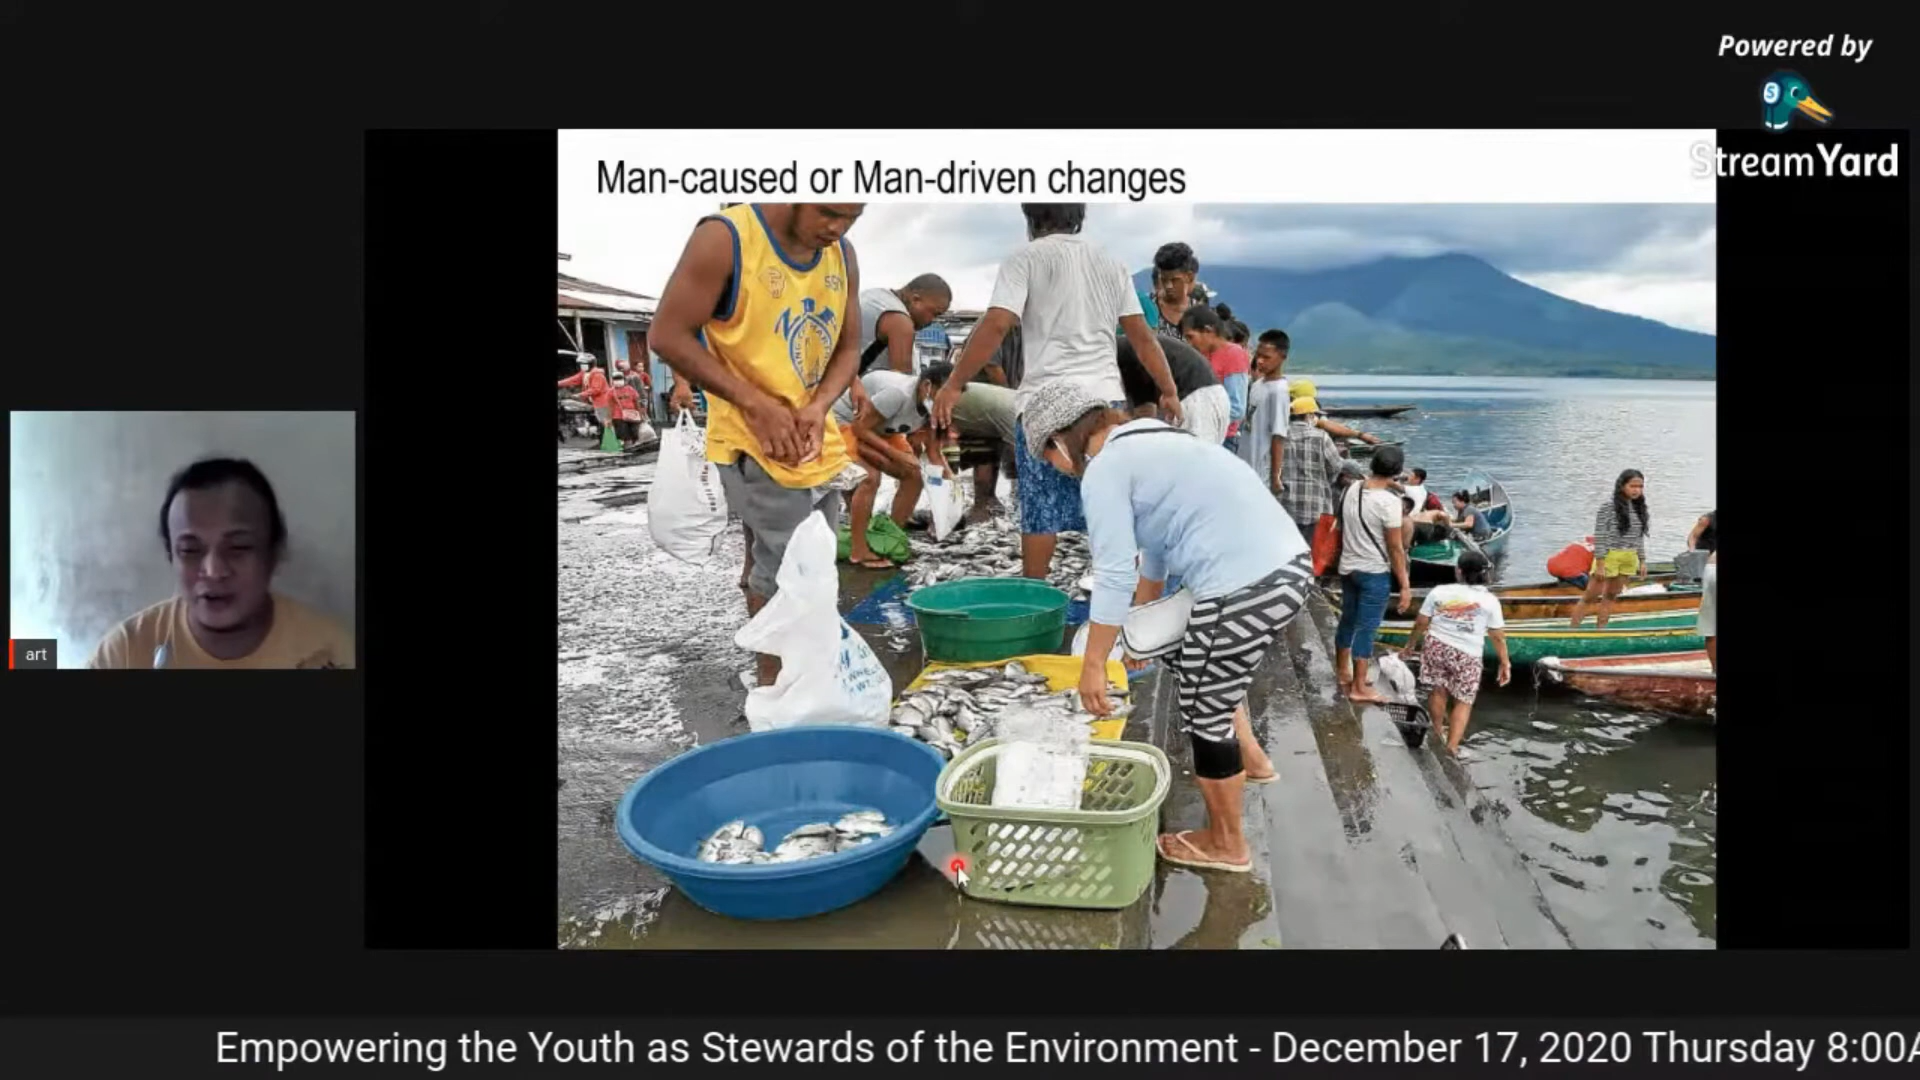 Powered by
StreamYard
Man-caused or Man-driven changes
art
Empowering the Youth as Stewards of the Environment - December 17, 2020 Thursday 8:00A